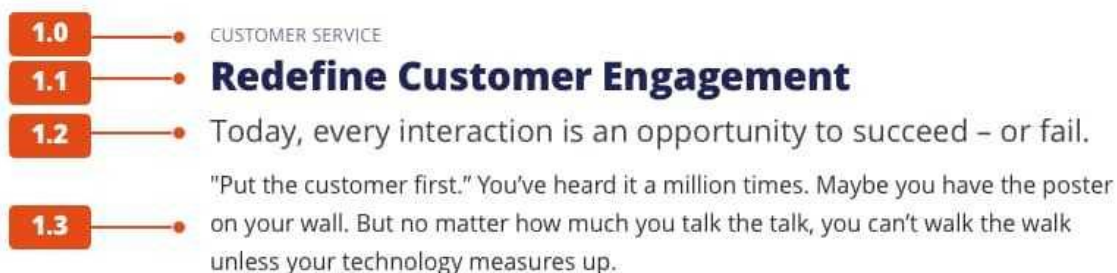 1.0 CUSTOMER SERVICE
1.1 Redefine Customer Engagement
1.2 Today, every interaction is an opportunity to succeed – or fail.
"Put the customer first.” You’ve heard it a million times. Maybe you have the poster
1.3 on your wall. But no matter how much you talk the talk, you can’t walk the walk
unless your technology measures up.